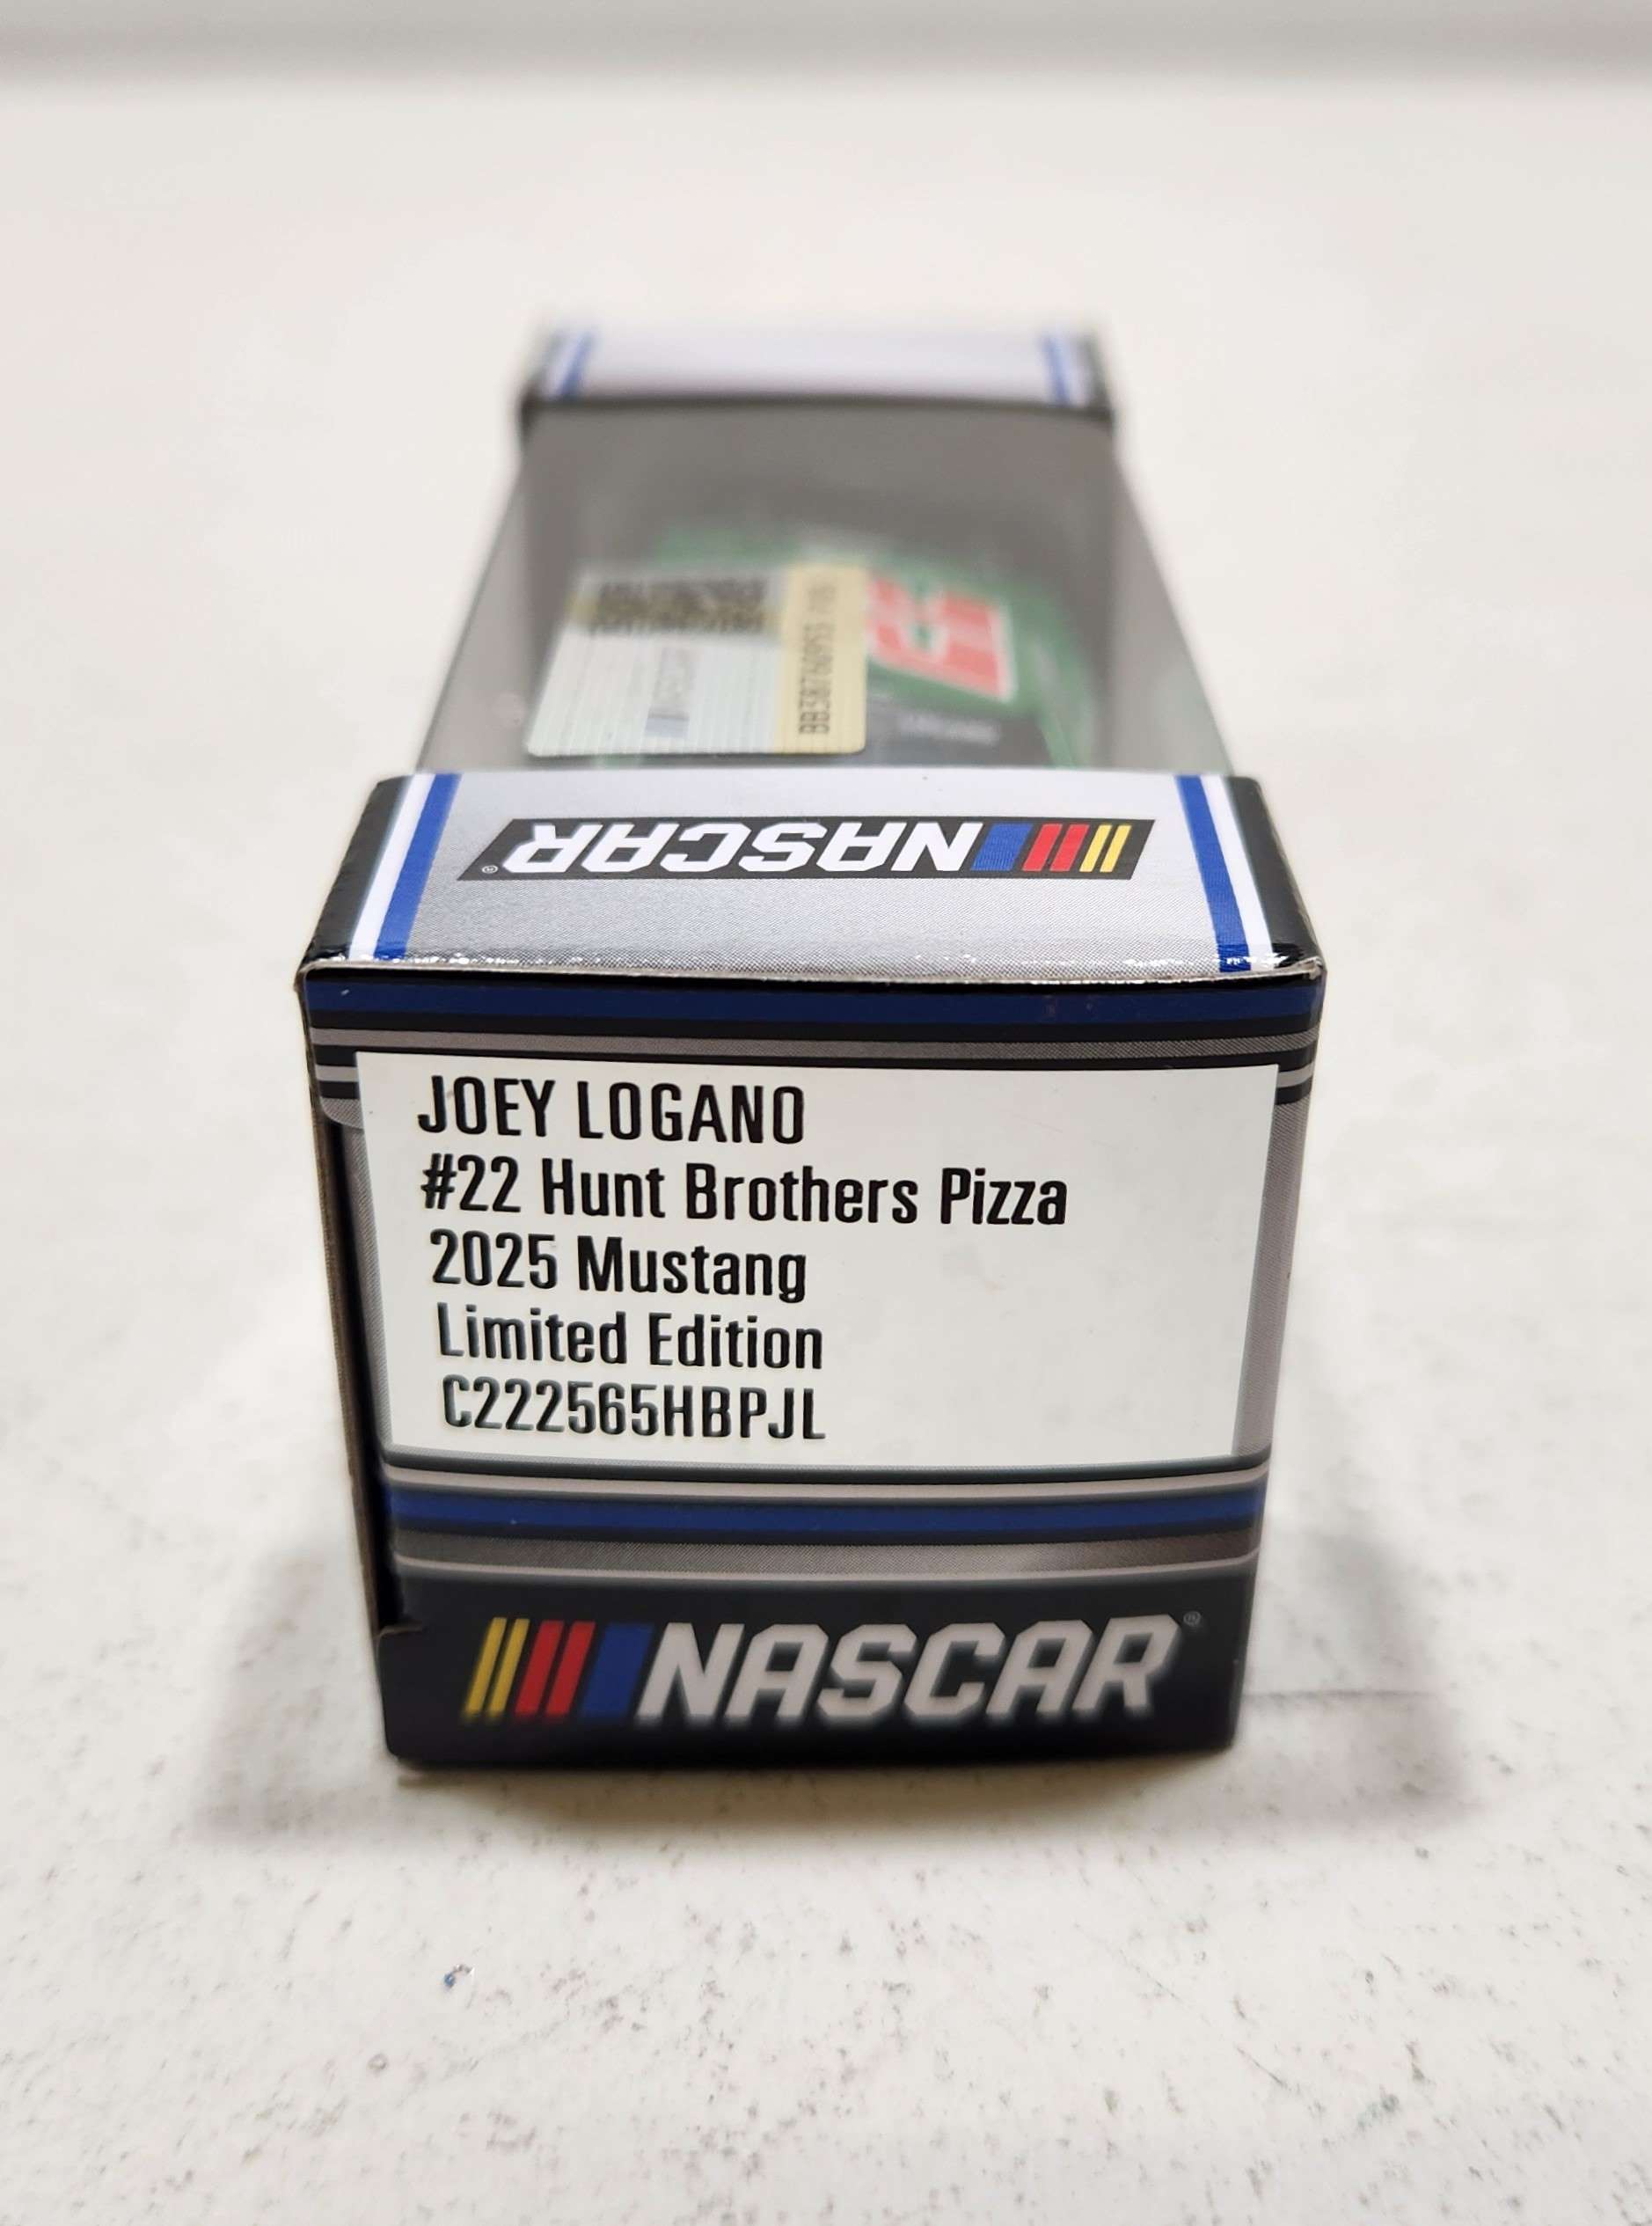 NASCAR®
JOEY LOGANO
#22 Hunt Brothers Pizza
2025 Mustang
Limited Edition
C222565HBPJL
NASCAR®